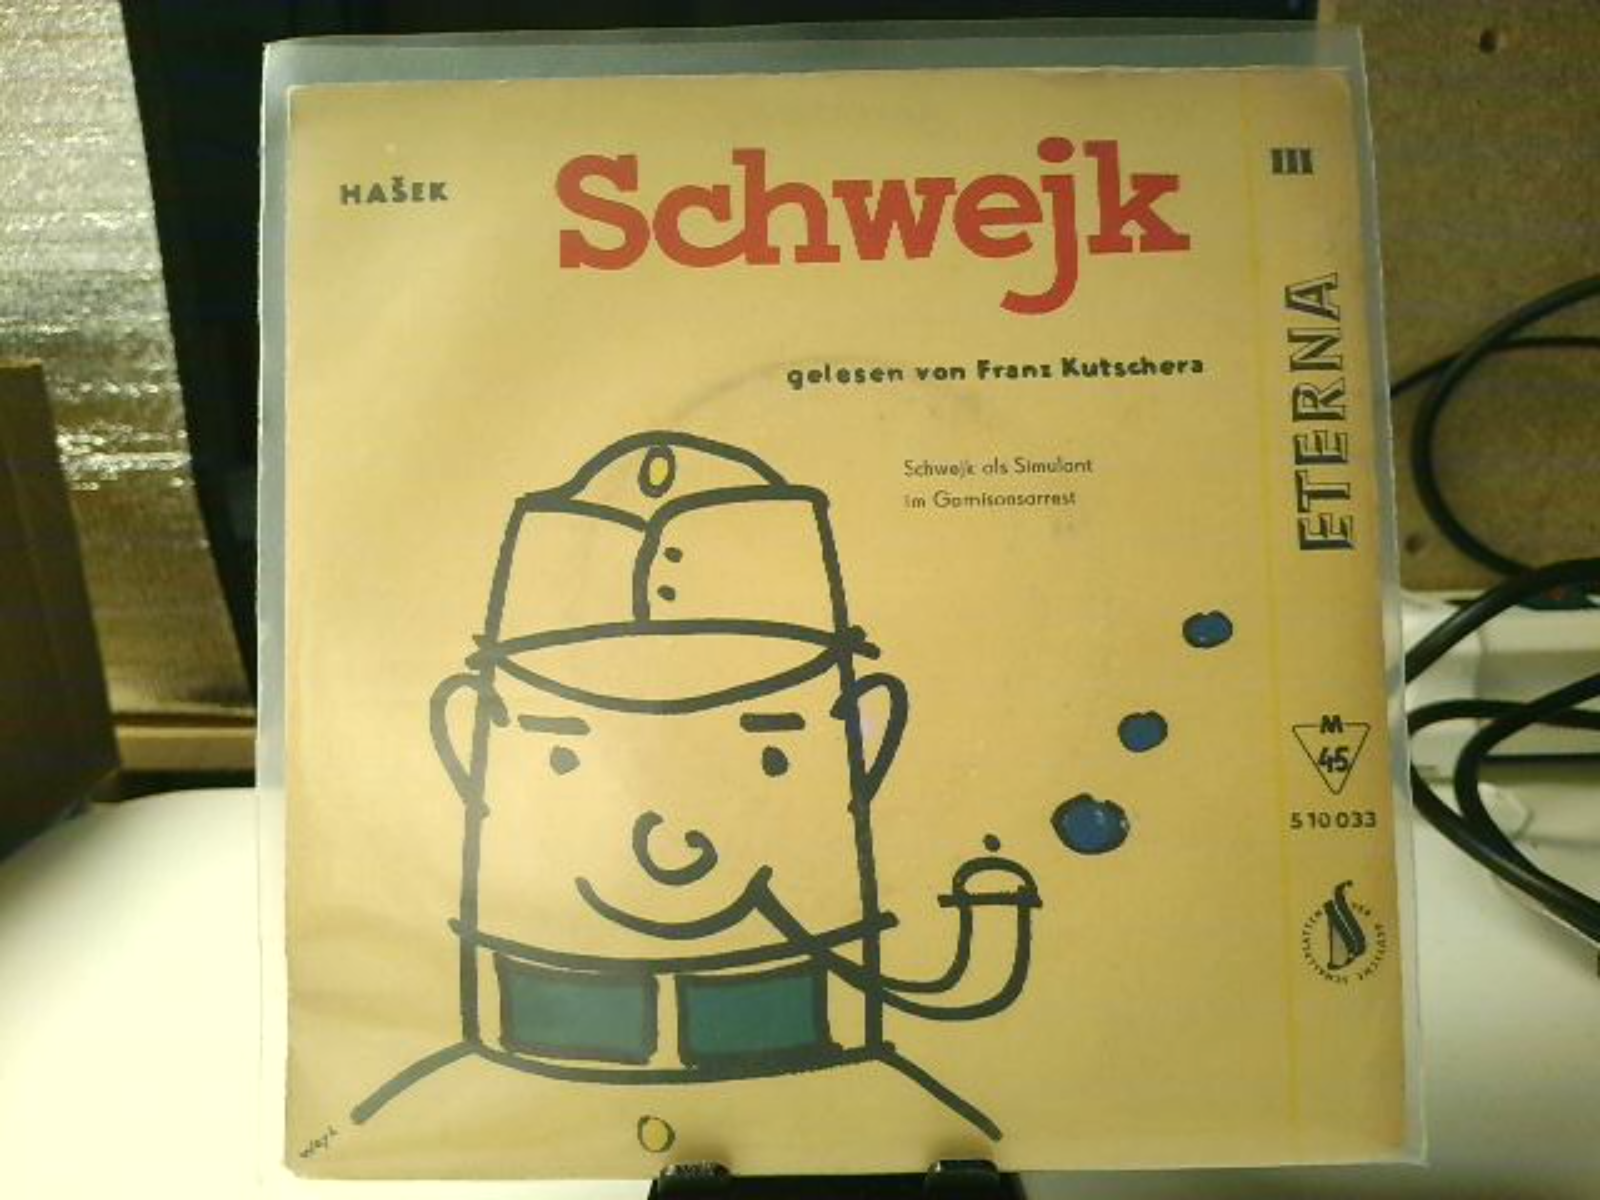 HAŠEK
Schwejk
III
gelesen von Franz Kutschera
Schwejk als Simulant
im Garnisonsarrest
ETERNA
M
45
510033